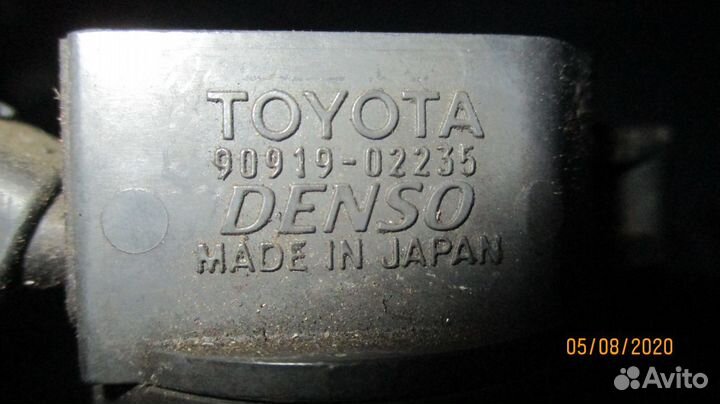 TOYOTA
90919-02235
DENSO
MADE IN JAPAN
05/08/2020
Avito